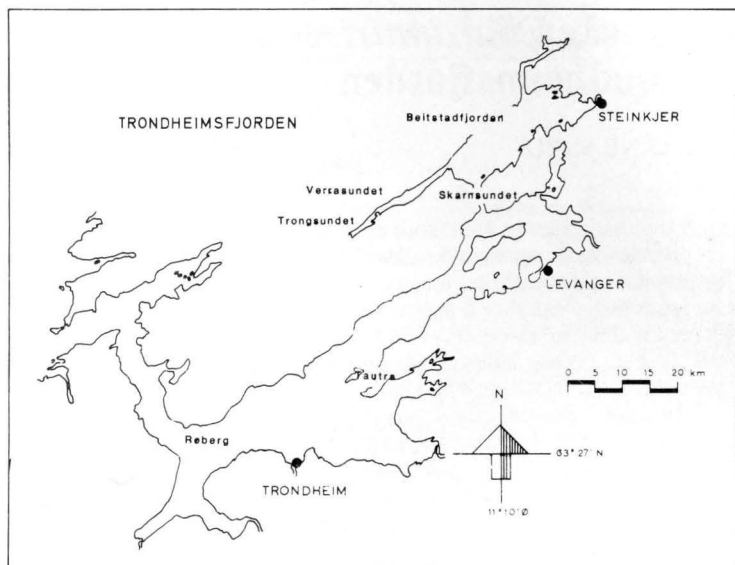 TRONDHEIMSFJORDEN
Beitstadfjorden
STEINKJER
Verrasundet
Skarnsundet
Trongsundet
LEVANGER
Tautra
0 5 10 15 20 km
N
Røberg
63° 27' N
TRONDHEIM
11° 10' Ø